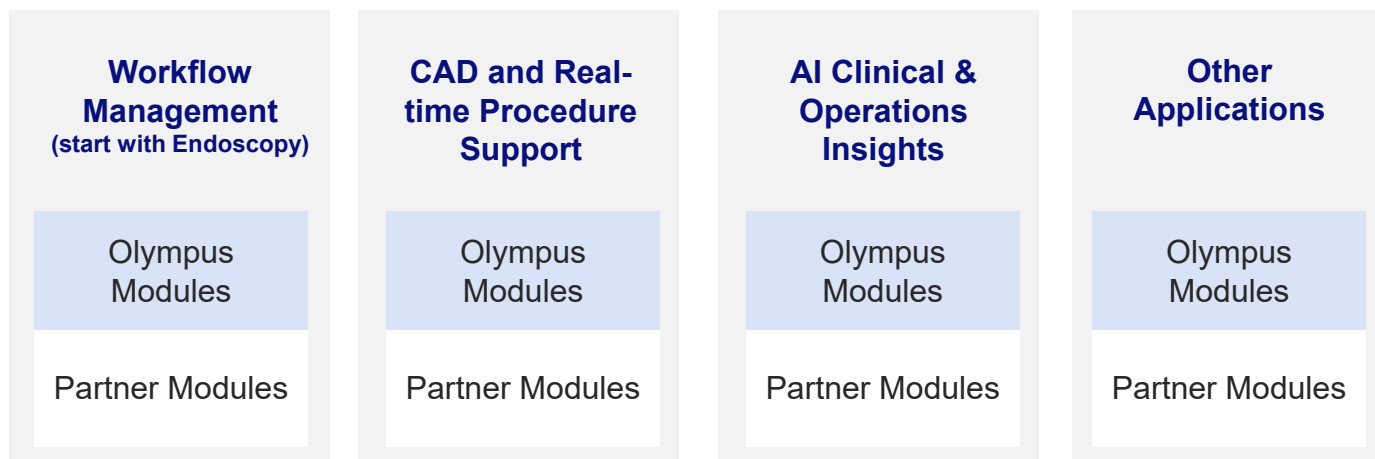 Workflow
Management
(start with Endoscopy)
Olympus
Modules
Partner Modules
CAD and Real-
time Procedure
Support
Olympus
Modules
Partner Modules
AI Clinical &
Operations
Insights
Olympus
Modules
Partner Modules
Other
Applications
Olympus
Modules
Partner Modules